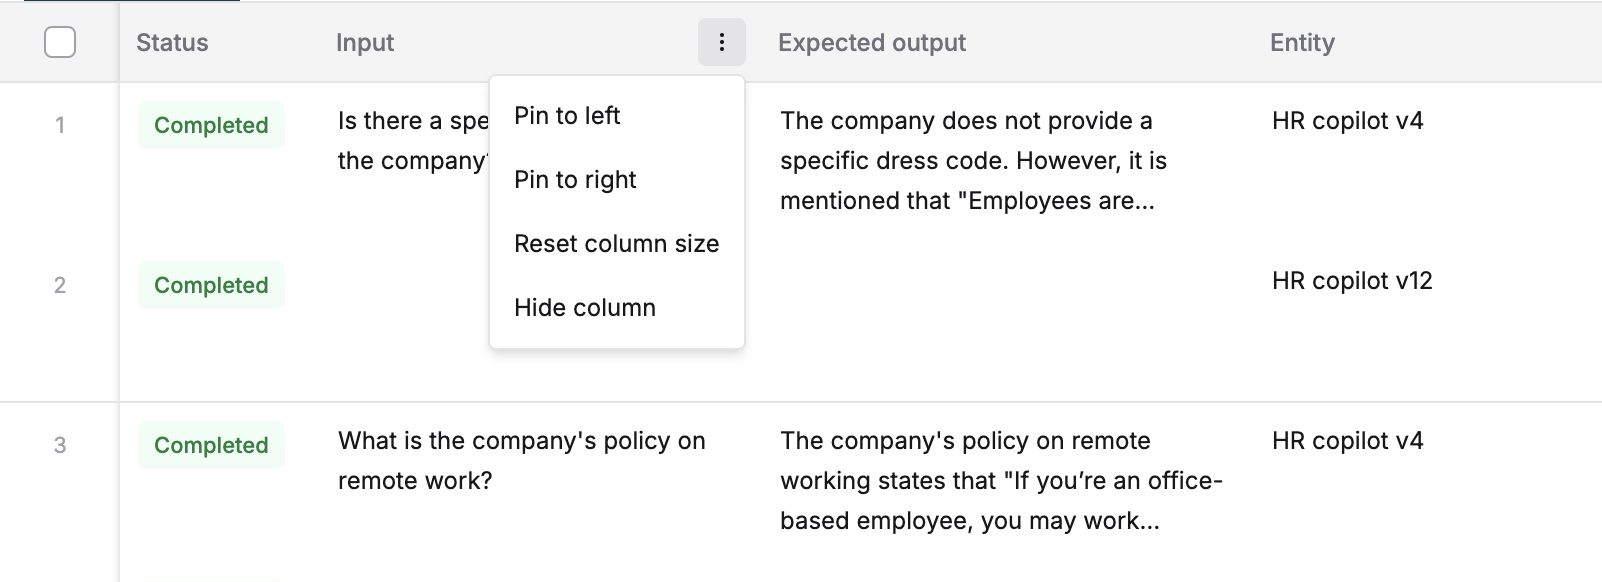 Status Input Expected output Entity
1 Completed Is there a spe The company does not provide a HR copilot v4
the company specific dress code. However, it is
mentioned that "Employees are...
Pin to left
Pin to right
Reset column size
Hide column
2 Completed HR copilot v12
3 Completed What is the company's policy on The company's policy on remote HR copilot v4
remote work? working states that "If you’re an office-
based employee, you may work...